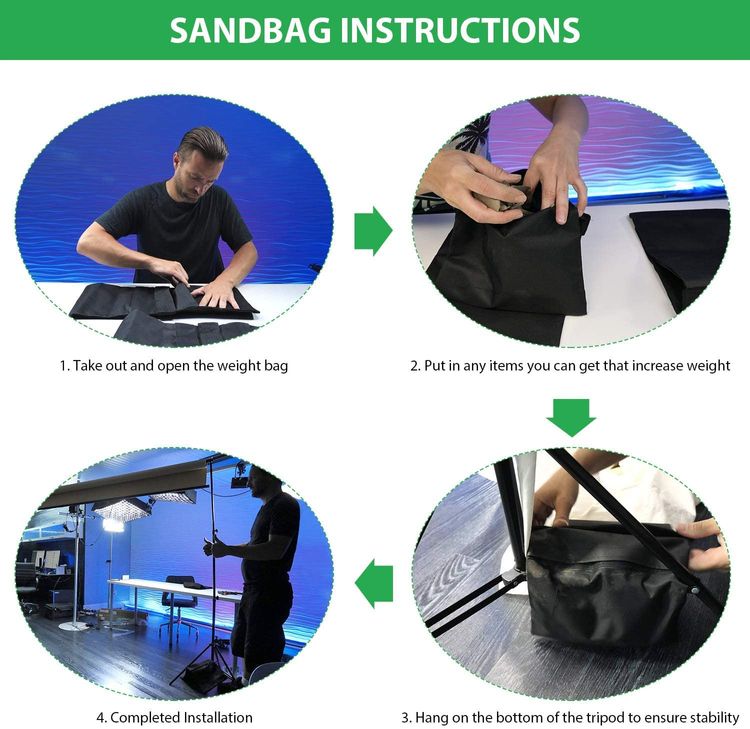 SANDBAG INSTRUCTIONS
1. Take out and open the weight bag
2. Put in any items you can get that increase weight
3. Hang on the bottom of the tripod to ensure stability
4. Completed Installation